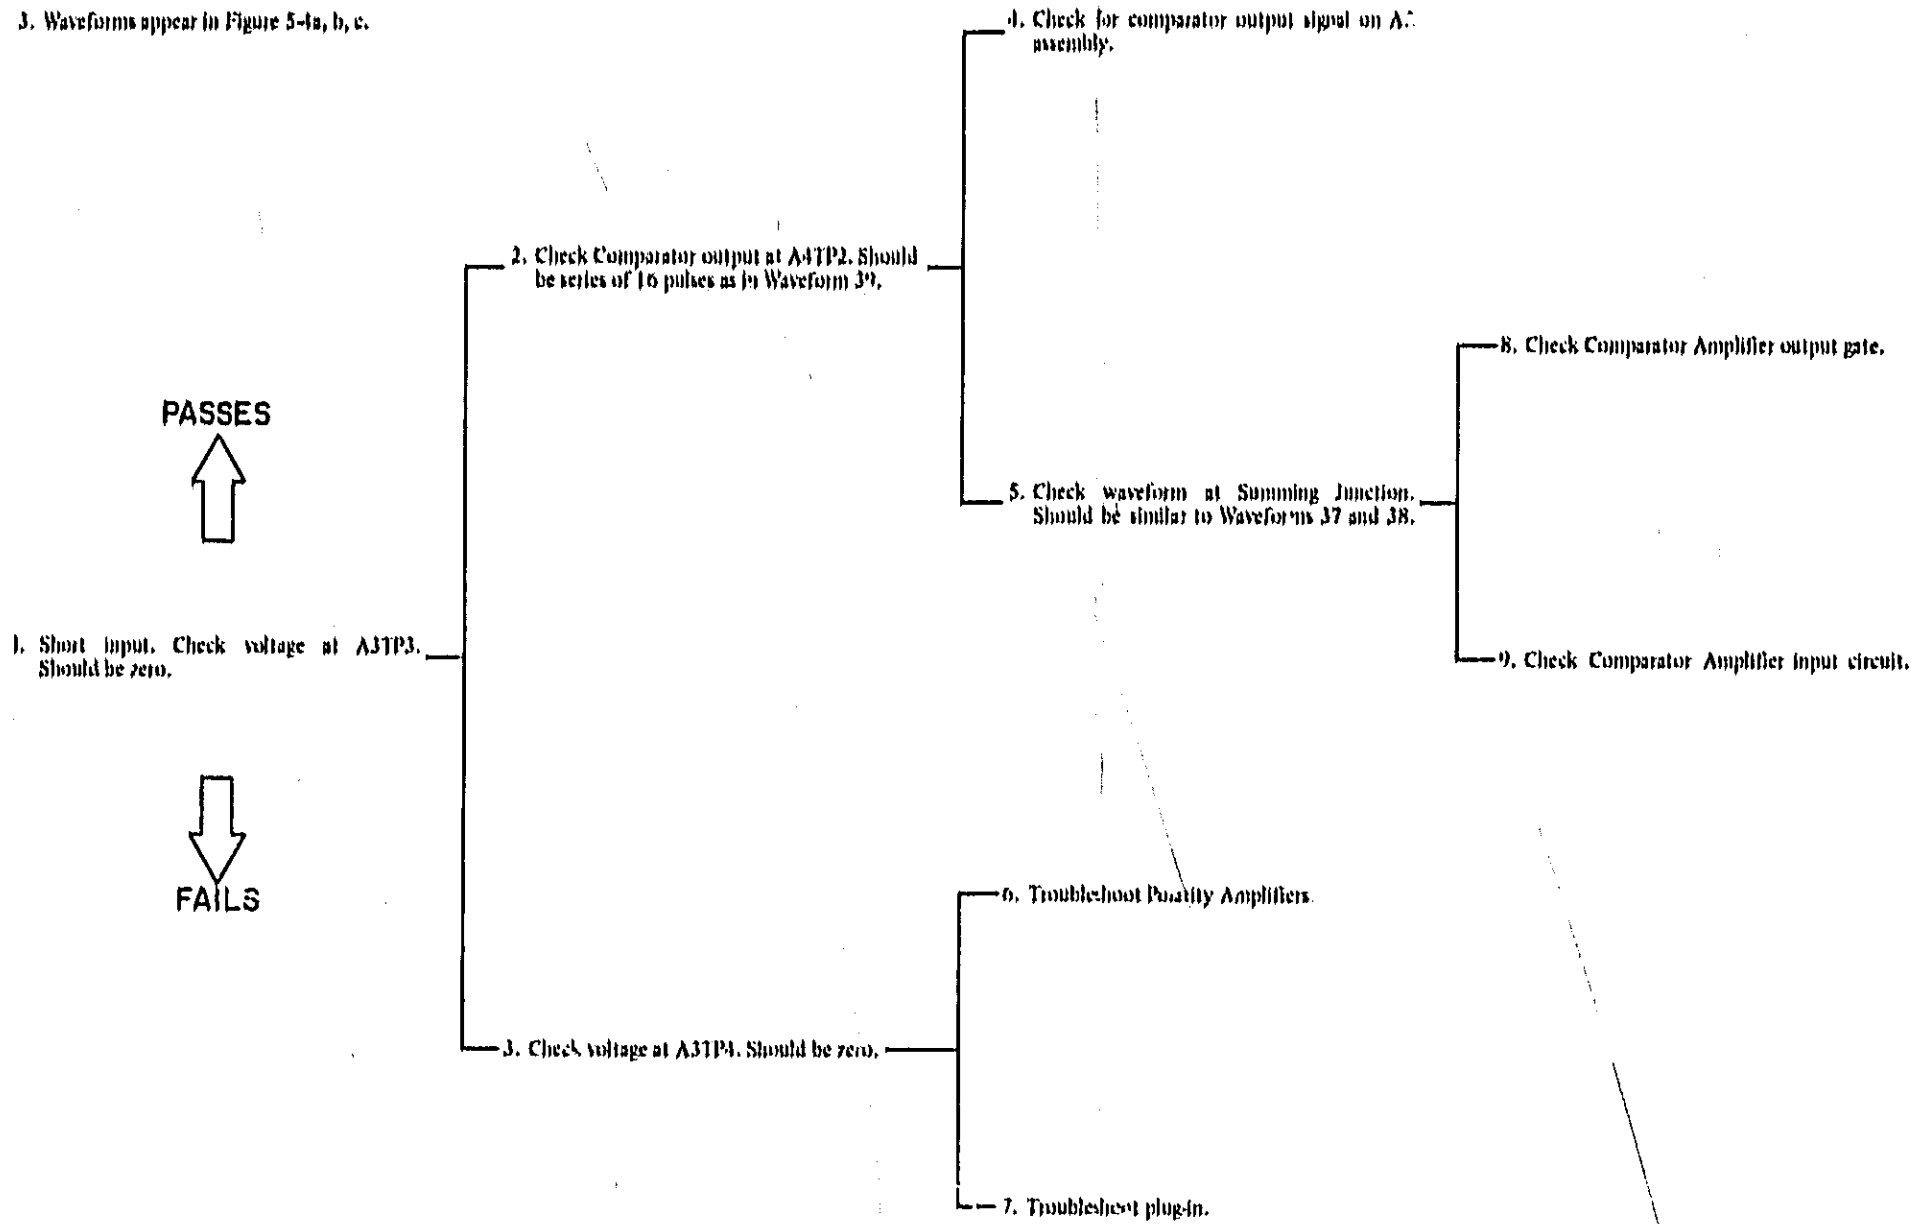 3. Waveforms appear in Figure 5-4a, b, c.
4. Check for comparator output signal on
assembly.
2. Check Comparator output at A4TP2. Should
be series of 16 pulses as in Waveform 39.
8. Check Comparator Amplifier output gate.
PASSES
5. Check waveform at Summing Junction.
Should be similar to Waveforms 37 and 38.
1. Short input. Check voltage at A3TP3.
Should be zero.
9. Check Comparator Amplifier input circuit.
FAILS
6. Troubleshoot Polarity Amplifiers.
3. Check voltage at A3TP4. Should be zero.
7. Troubleshoot plug-in.